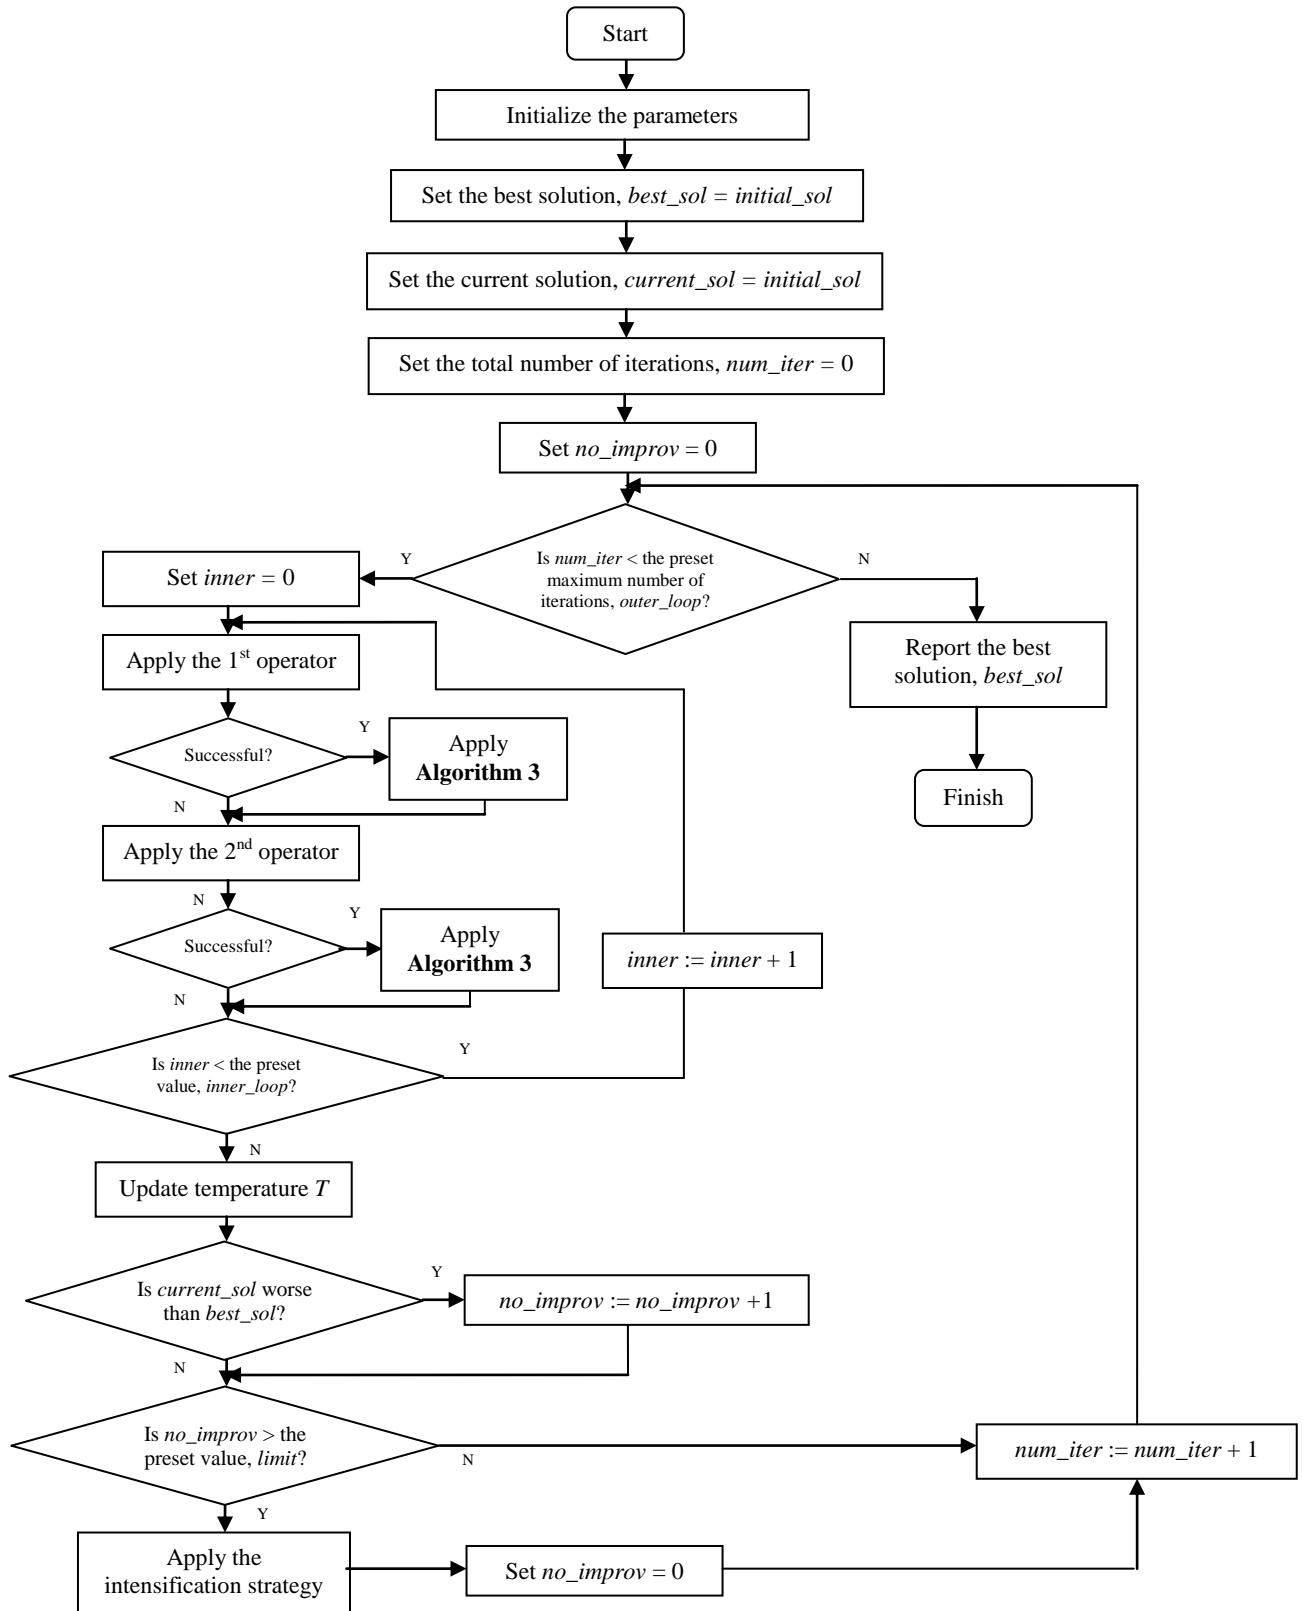 Start
Initialize the parameters
Set the best solution, best_sol = initial_sol
Set the current solution, current_sol = initial_sol
Set the total number of iterations, num_iter = 0
Set no_improv = 0
Is num_iter < the preset
maximum number of
iterations, outer_loop?
Y
N
Set inner = 0
Report the best
solution, best_sol
Finish
Apply the 1st operator
Successful?
Y
Apply
Algorithm 3
N
Apply the 2nd operator
N
Successful?
Y
Apply
Algorithm 3
N
inner := inner + 1
Is inner < the preset
value, inner_loop?
Y
N
Update temperature T
Is current_sol worse
than best_sol?
Y
no_improv := no_improv +1
N
Is no_improv > the
preset value, limit?
N
num_iter := num_iter + 1
Y
Apply the
intensification strategy
Set no_improv = 0